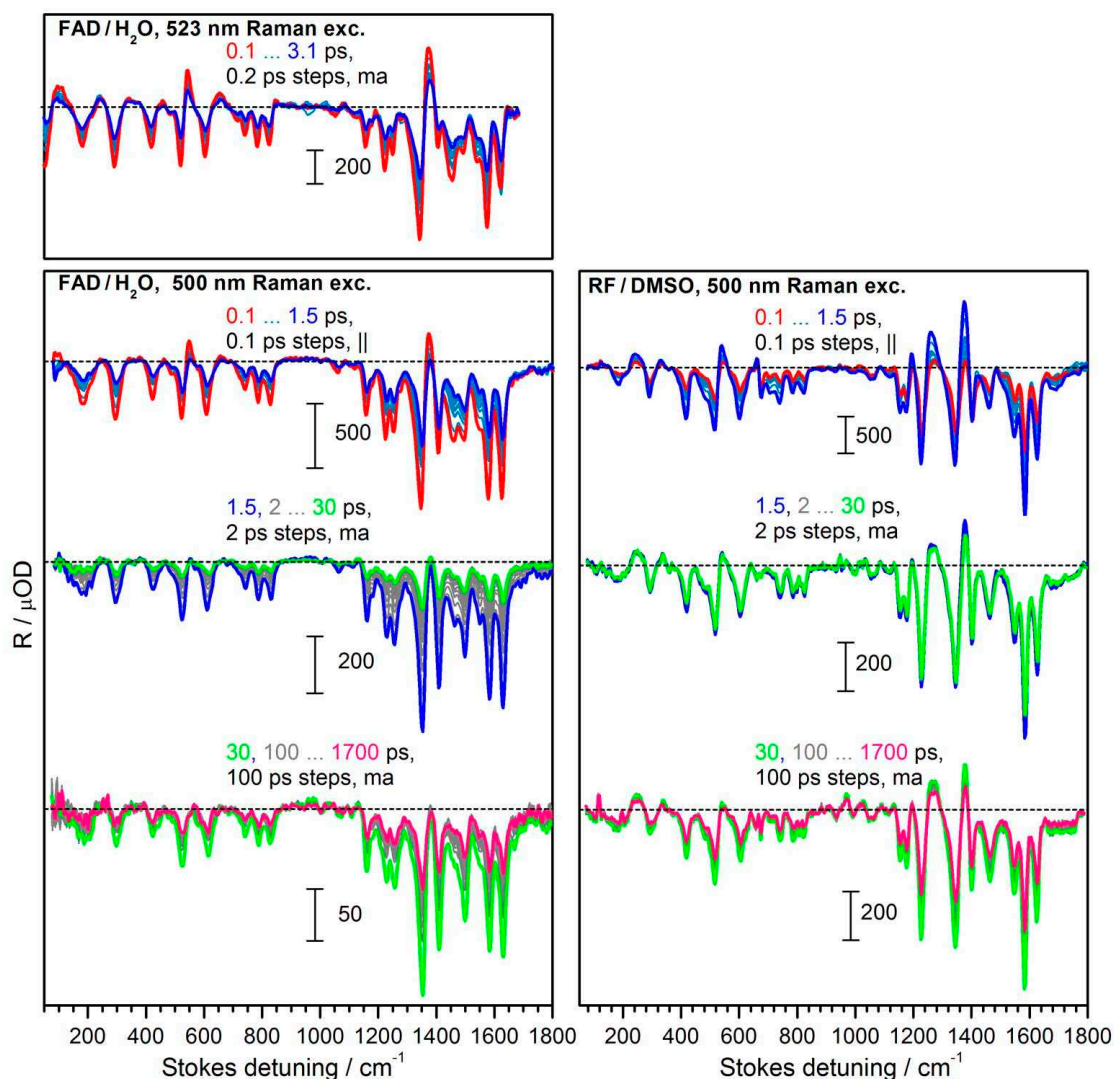 FAD / H₂O, 523 nm Raman exc.
0.1 ... 3.1 ps,
0.2 ps steps, ma
200
FAD / H₂O, 500 nm Raman exc.
0.1 ... 1.5 ps,
0.1 ps steps, ||
500
1.5, 2 ... 30 ps,
2 ps steps, ma
200
30, 100 ... 1700 ps,
100 ps steps, ma
50
R / μOD
200 400 600 800 1000 1200 1400 1600 1800
Stokes detuning / cm⁻¹
RF / DMSO, 500 nm Raman exc.
0.1 ... 1.5 ps,
0.1 ps steps, ||
500
1.5, 2 ... 30 ps,
2 ps steps, ma
200
30, 100 ... 1700 ps,
100 ps steps, ma
200
200 400 600 800 1000 1200 1400 1600 1800
Stokes detuning / cm⁻¹